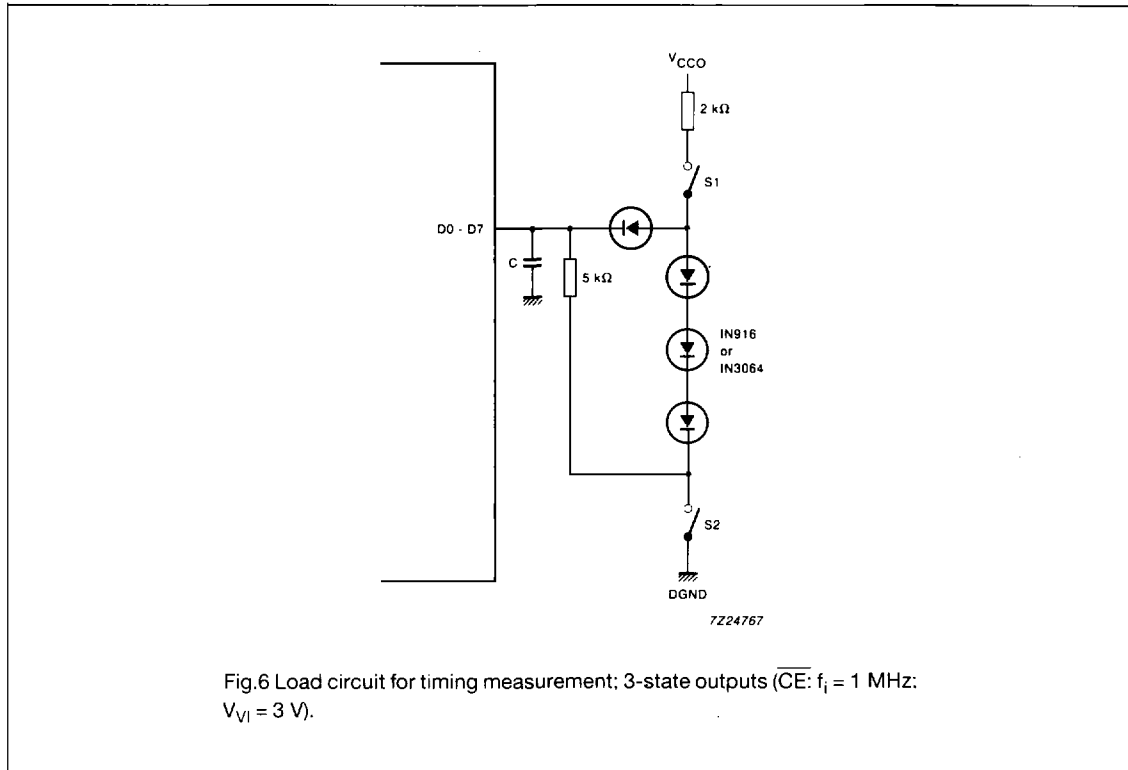 VCCO
2 kΩ
S1
D0 - D7
C
5 kΩ
IN916
or
IN3064
S2
DGND
7Z24767
Fig.6 Load circuit for timing measurement; 3-state outputs (C̅E̅: fi = 1 MHz;
VVI = 3 V).